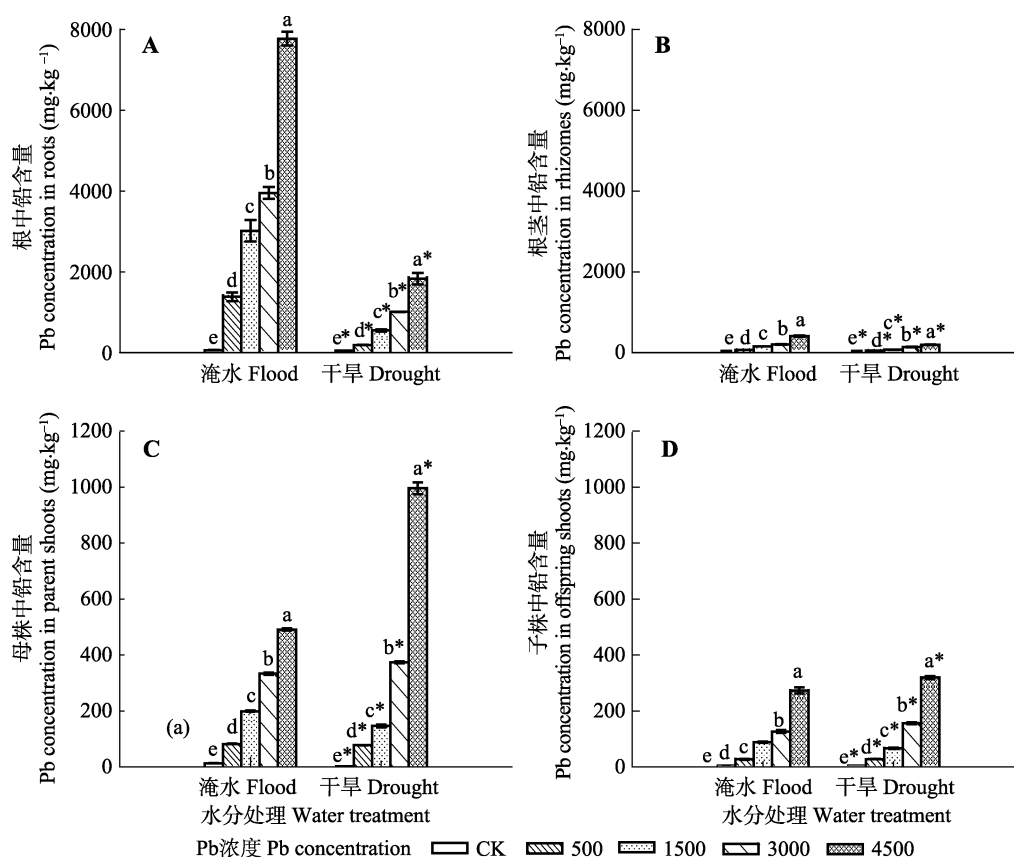 A
根中铅含量
Pb concentration in roots (mg·kg⁻¹)
8000
6000
4000
2000
0
e d c b a
e* d* c* b* a*
淹水 Flood 干旱 Drought
B
根茎中铅含量
Pb concentration in rhizomes (mg·kg⁻¹)
8000
6000
4000
2000
0
e d c b a
e* d* c* b* a*
淹水 Flood 干旱 Drought
C
母株中铅含量
Pb concentration in parent shoots (mg·kg⁻¹)
1200
1000
800
600
400
200
0
(a)
e d c b a
e* d* c* b* a*
淹水 Flood 干旱 Drought
水分处理 Water treatment
D
子株中铅含量
Pb concentration in offspring shoots (mg·kg⁻¹)
1200
1000
800
600
400
200
0
e d c b a
e* d* c* b* a*
淹水 Flood 干旱 Drought
水分处理 Water treatment
Pb浓度 Pb concentration CK 500 1500 3000 4500